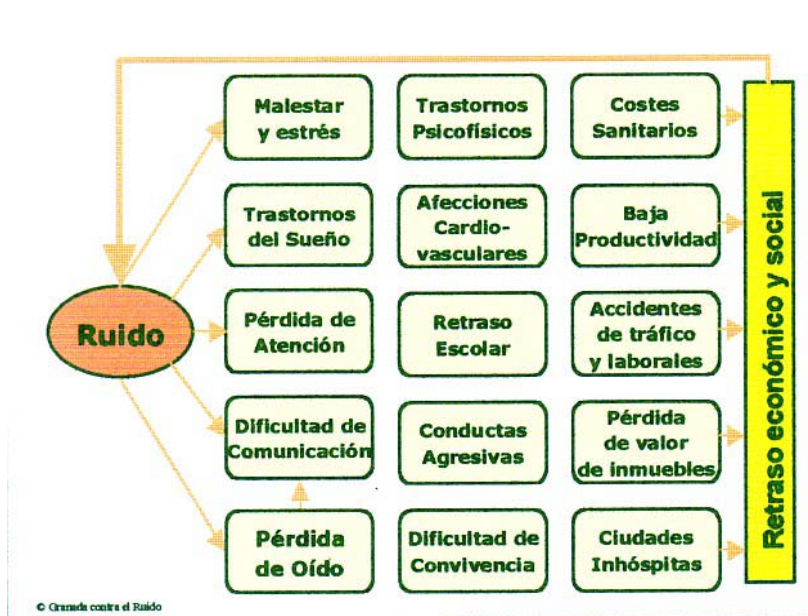 Malestar
y estrés
Trastornos
Psicofísicos
Costes
Sanitarios
Trastornos
del Sueño
Afecciones
Cardio-
vasculares
Baja
Productividad
Ruido
Pérdida de
Atención
Retraso
Escolar
Accidentes
de tráfico
y laborales
Dificultad de
Comunicación
Conductas
Agresivas
Pérdida
de valor
de inmuebles
Pérdida
de Oído
Dificultad de
Convivencia
Ciudades
Inhóspitas
Retraso económico y social
© Granada contra el Ruido